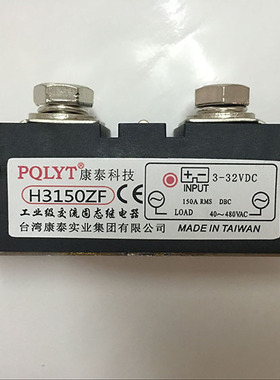 PQLYT® 康泰科技
H3150ZF CE
工业级交流固态继电器
台湾康泰实业集团有限公司
3-32VDC
INPUT
150A RMS DBC
LOAD 40~480VAC
MADE IN TAIWAN